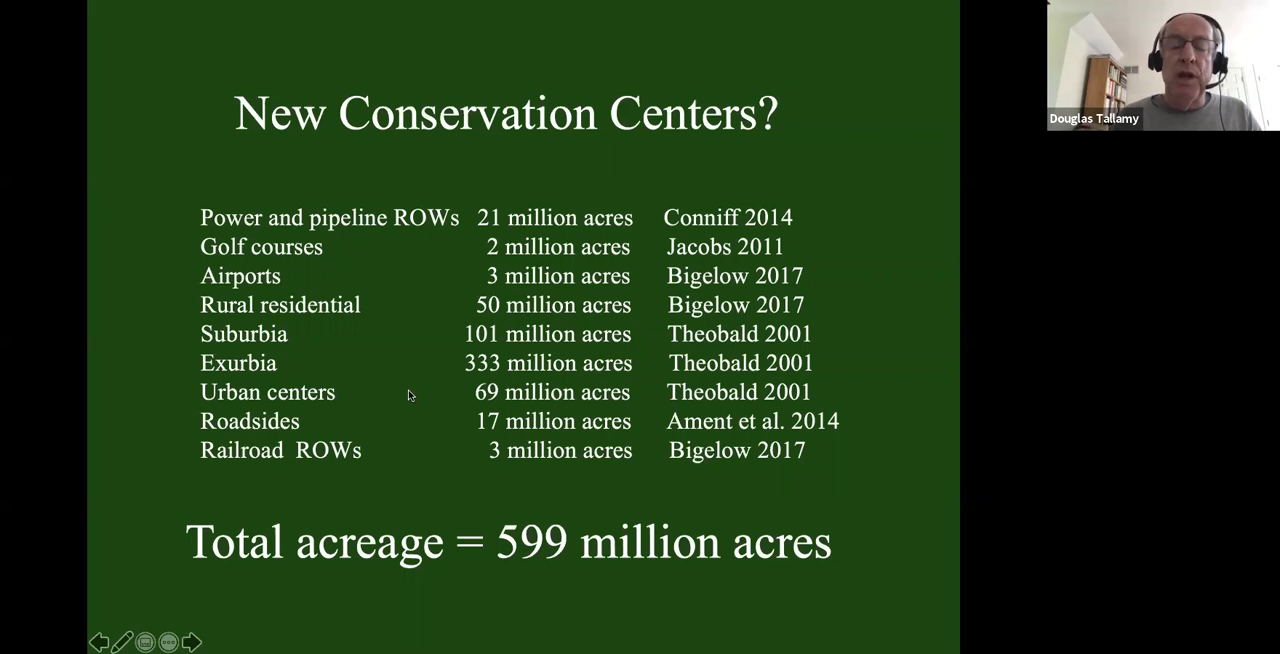 New Conservation Centers?
Power and pipeline ROWs 21 million acres Conniff 2014
Golf courses 2 million acres Jacobs 2011
Airports 3 million acres Bigelow 2017
Rural residential 50 million acres Bigelow 2017
Suburbia 101 million acres Theobald 2001
Exurbia 333 million acres Theobald 2001
Urban centers 69 million acres Theobald 2001
Roadsides 17 million acres Ament et al. 2014
Railroad ROWs 3 million acres Bigelow 2017
Total acreage = 599 million acres
Douglas Tallamy